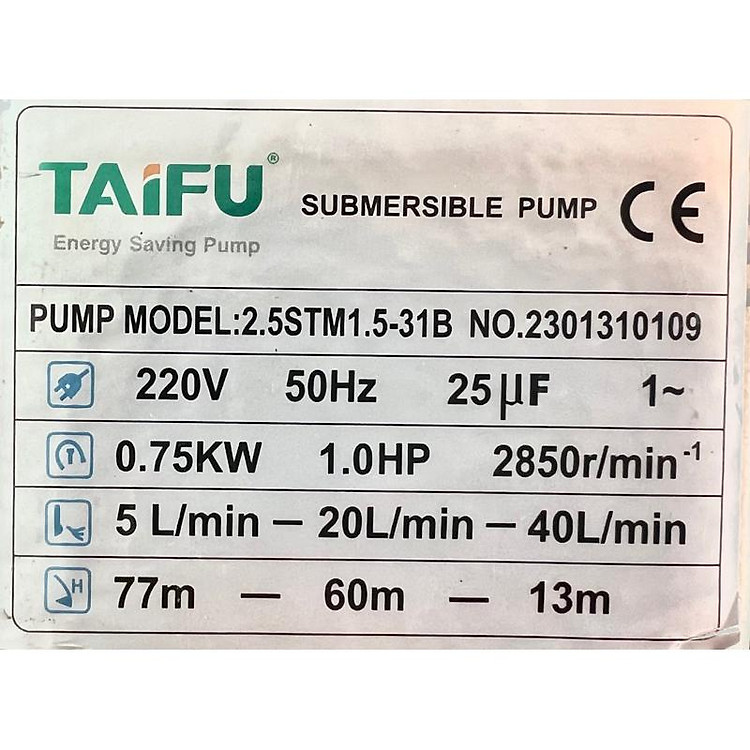 TAiFU®
Energy Saving Pump
SUBMERSIBLE PUMP CE
PUMP MODEL:2.5STM1.5-31B NO.2301310109
220V 50Hz 25µF 1~
0.75KW 1.0HP 2850r/min⁻¹
5 L/min — 20L/min — 40L/min
H 77m — 60m — 13m